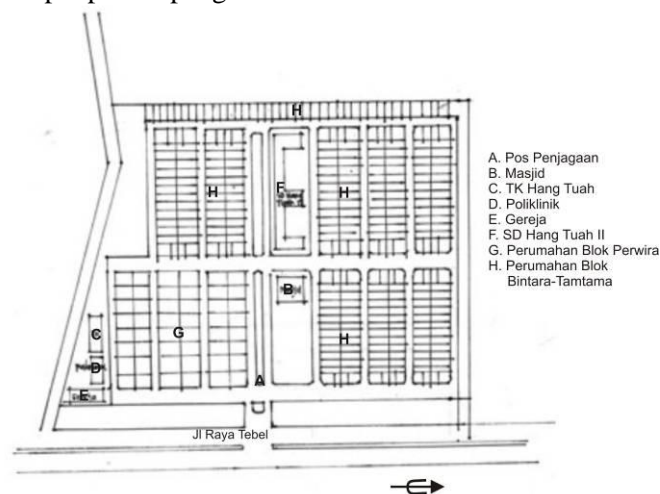 H
H
F
H
B
G
H
C
D
E
A
Jl Raya Tebel
A. Pos Penjagaan
B. Masjid
C. TK Hang Tuah
D. Poliklinik
E. Gereja
F. SD Hang Tuah II
G. Perumahan Blok Perwira
H. Perumahan Blok
Bintara-Tamtama